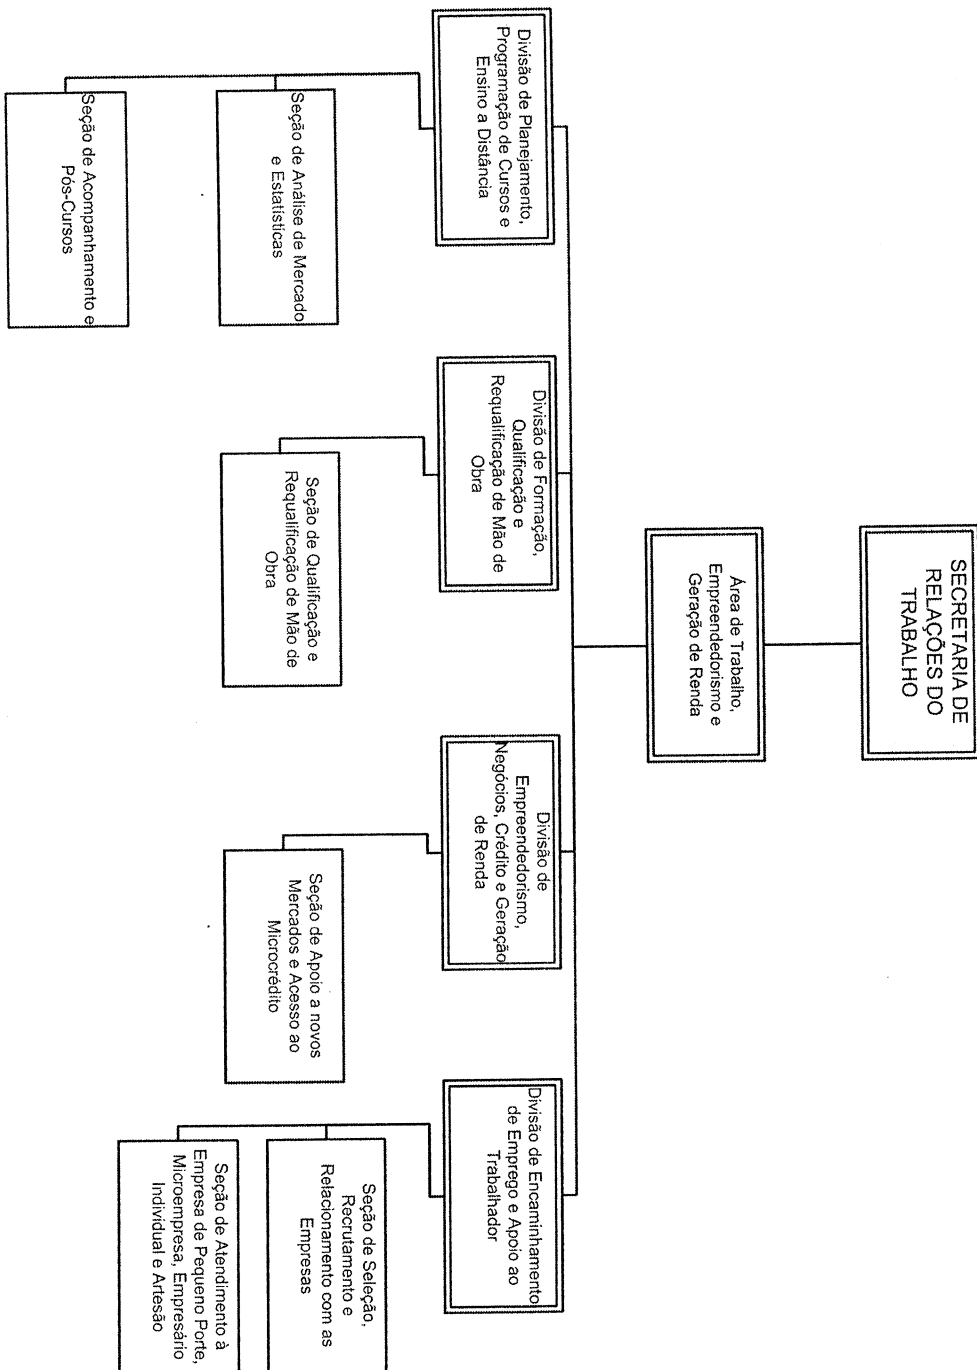 SECRETARIA DE
RELAÇÕES DO
TRABALHO
Área de Trabalho,
Empreendedorismo e
Geração de Renda
Divisão de Planejamento,
Programação de Cursos e
Ensino a Distância
Seção de Análise de Mercado
e Estatísticas
Seção de Acompanhamento e
Pós-Cursos
Divisão de Formação,
Qualificação e
Requalificação de Mão de
Obra
Seção de Qualificação e
Requalificação de Mão de
Obra
Divisão de
Empreendedorismo,
Negócios, Crédito e Geração
de Renda
Seção de Apoio a novos
Mercados e Acesso ao
Microcrédito
Divisão de Encaminhamento
de Emprego e Apoio ao
Trabalhador
Seção de Seleção,
Recrutamento e
Relacionamento com as
Empresas
Seção de Atendimento à
Empresa de Pequeno Porte,
Microempresa, Empresário
Individual e Artesão